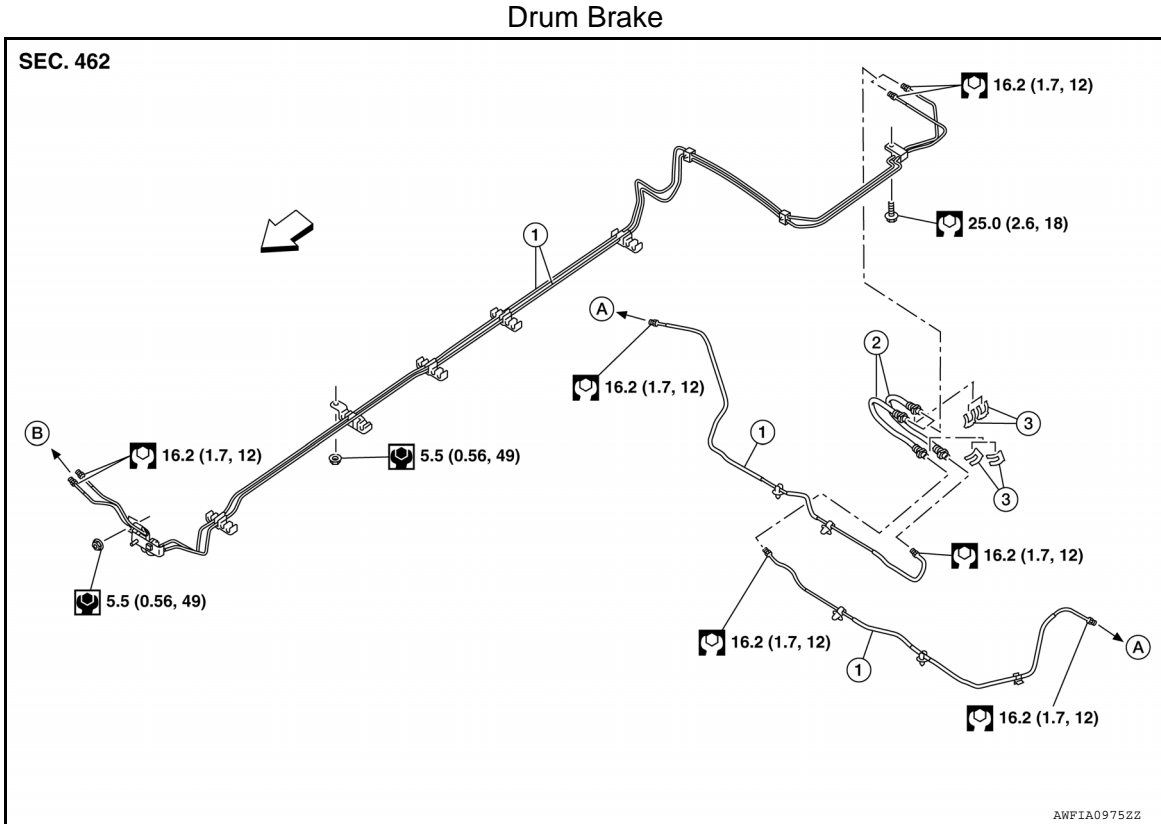 Drum Brake
SEC. 462
16.2 (1.7, 12)
25.0 (2.6, 18)
1
A
16.2 (1.7, 12)
2
3
1
3
B
16.2 (1.7, 12)
5.5 (0.56, 49)
16.2 (1.7, 12)
5.5 (0.56, 49)
16.2 (1.7, 12)
1
A
16.2 (1.7, 12)
AWFIA0975ZZ